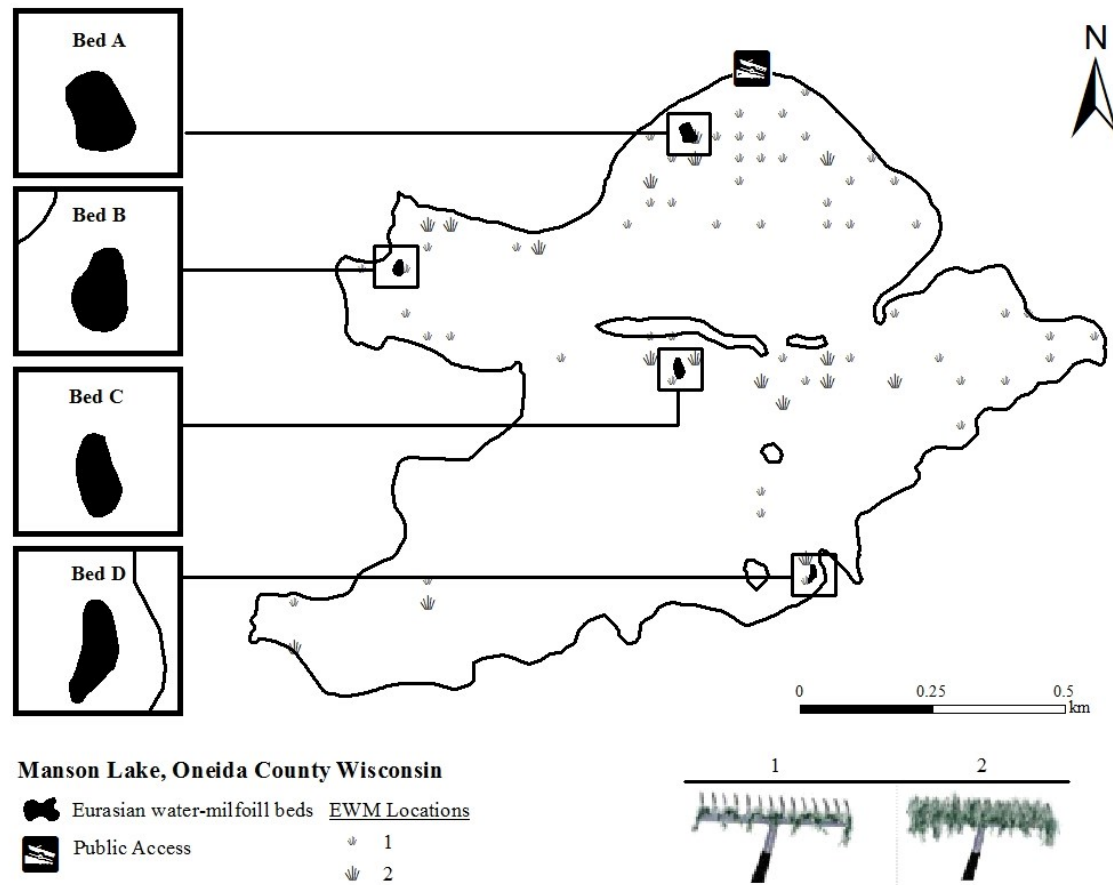 Bed A
N
Bed B
Bed C
Bed D
0 0.25 0.5
km
Manson Lake, Oneida County Wisconsin
Eurasian water-milfoill beds EWM Locations
Public Access
1
2
1 2